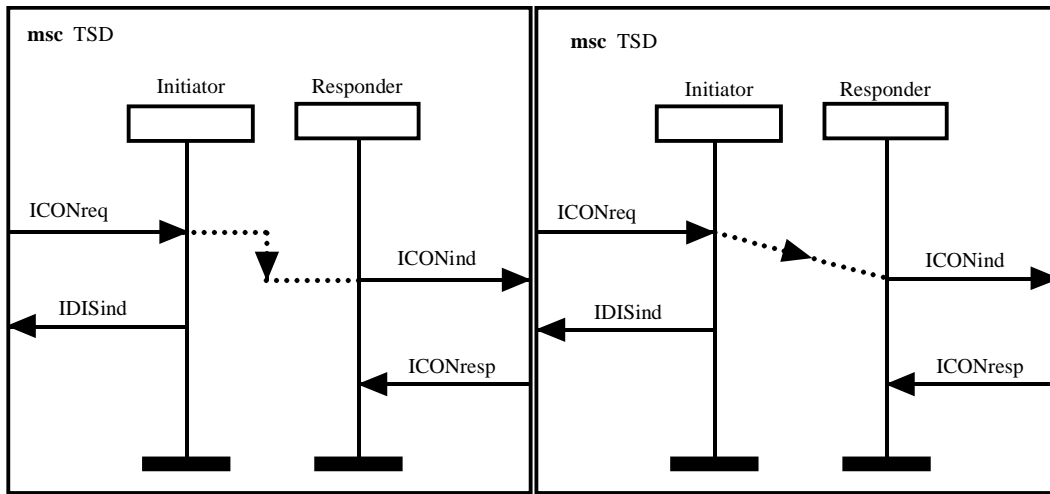 msc TSD
Initiator
Responder
ICONreq
ICONind
IDISind
ICONresp
msc TSD
Initiator
Responder
ICONreq
ICONind
IDISind
ICONresp